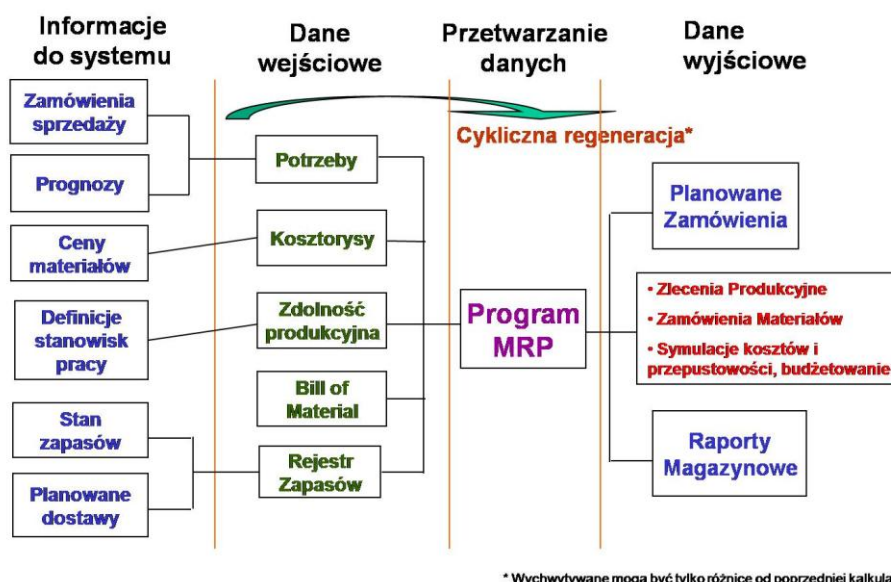 Informacje
do systemu
Dane
wejściowe
Przetwarzanie
danych
Dane
wyjściowe
Zamówienia
sprzedaży
Prognozy
Ceny
materiałów
Definicje
stanowisk
pracy
Stan
zapasów
Planowane
dostawy
Potrzeby
Kosztorysy
Zdolność
produkcyjna
Bill of
Material
Rejestr
Zapasów
Cykliczna regeneracja*
Program
MRP
Planowane
Zamówienia
• Zlecenia Produkcyjne
• Zamówienia Materiałów
• Symulacje kosztów i
przepustowości, budżetowanie
Raporty
Magazynowe
* Wychwytywane mogą być tylko różnice od poprzedniej kalkula